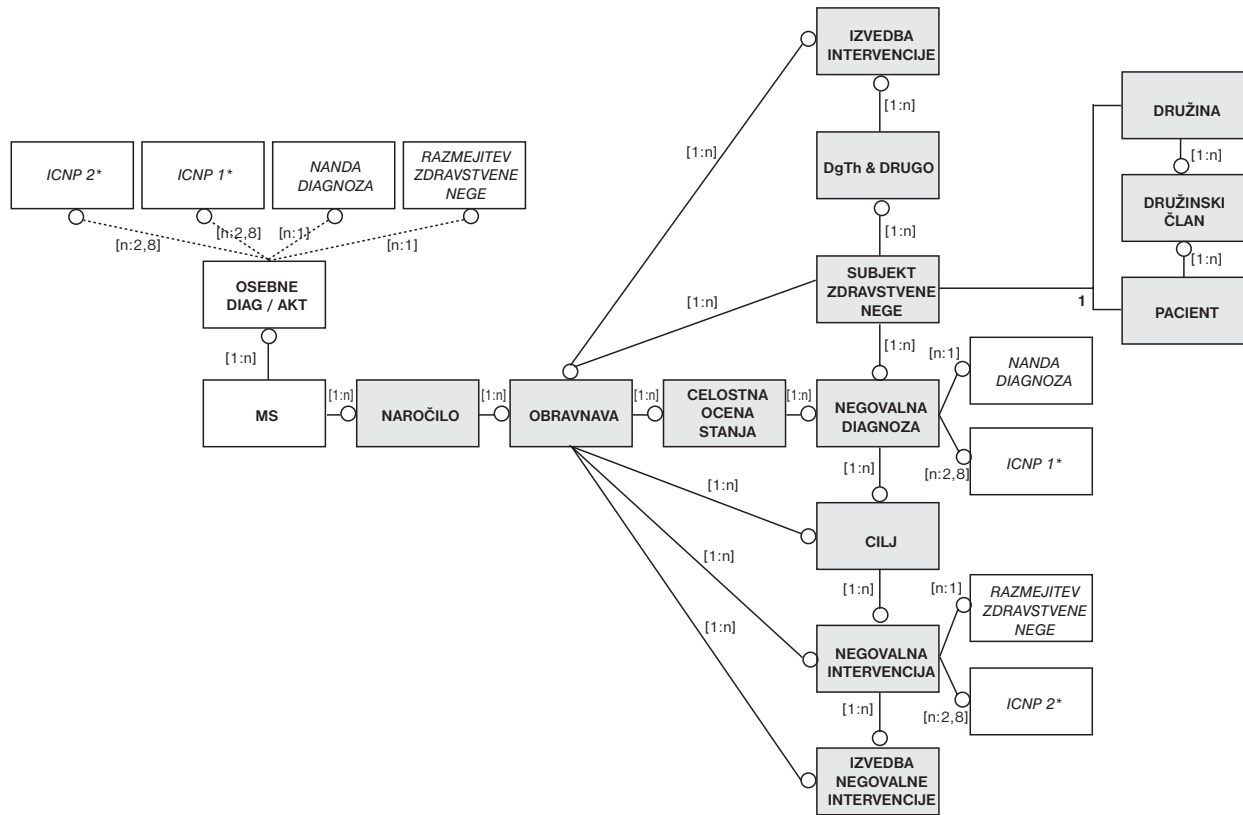 IZVEDBA
INTERVENCIJE
[1:n]
DRUŽINA
[1:n]
[1:n]
DgTh & DRUGO
ICNP 2*
ICNP 1*
NANDA
DIAGNOZA
RAZMEJITEV
ZDRAVSTVENE
NEGE
DRUŽINSKI
ČLAN
[n:2,8]
[n:2,8]
[n:1]
[n:1]
[1:n]
[1:n]
OSEBNE
DIAG / AKT
SUBJEKT
ZDRAVSTVENE
NEGE
[1:n]
1
PACIENT
[1:n]
[1:n]
[n:1]
NANDA
DIAGNOZA
MS
[1:n]
NAROČILO
[1:n]
OBRAVNAVA
[1:n]
CELOSTNA
OCENA
STANJA
[1:n]
NEGOVALNA
DIAGNOZA
[1:n]
[n:2,8]
ICNP 1*
[1:n]
CILJ
[1:n]
[1:n]
[n:1]
RAZMEJITEV
ZDRAVSTVENE
NEGE
[1:n]
NEGOVALNA
INTERVENCIJA
[1:n]
[n:2,8]
ICNP 2*
IZVEDBA
NEGOVALNE
INTERVENCIJE